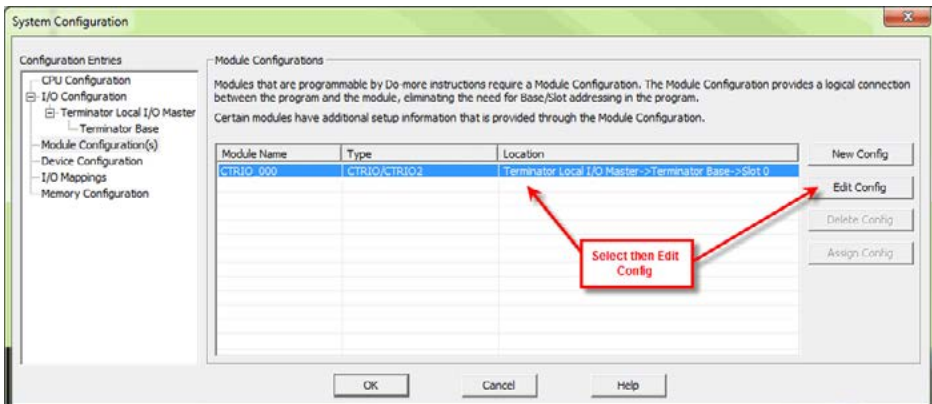 System Configuration
Configuration Entries
CPU Configuration
I/O Configuration
Terminator Local I/O Master
Terminator Base
Module Configuration(s)
Device Configuration
I/O Mappings
Memory Configuration
Module Configurations
Modules that are programmable by Do-more instructions require a Module Configuration. The Module Configuration provides a logical connection
between the program and the module, eliminating the need for Base/Slot addressing in the program.
Certain modules have additional setup information that is provided through the Module Configuration.
Module Name Type Location
CTRIO_000 CTRIO/CTRIO2 Terminator Local I/O Master->Terminator Base->Slot 0
New Config
Edit Config
Delete Config
Assign Config
Select then Edit
Config
OK Cancel Help